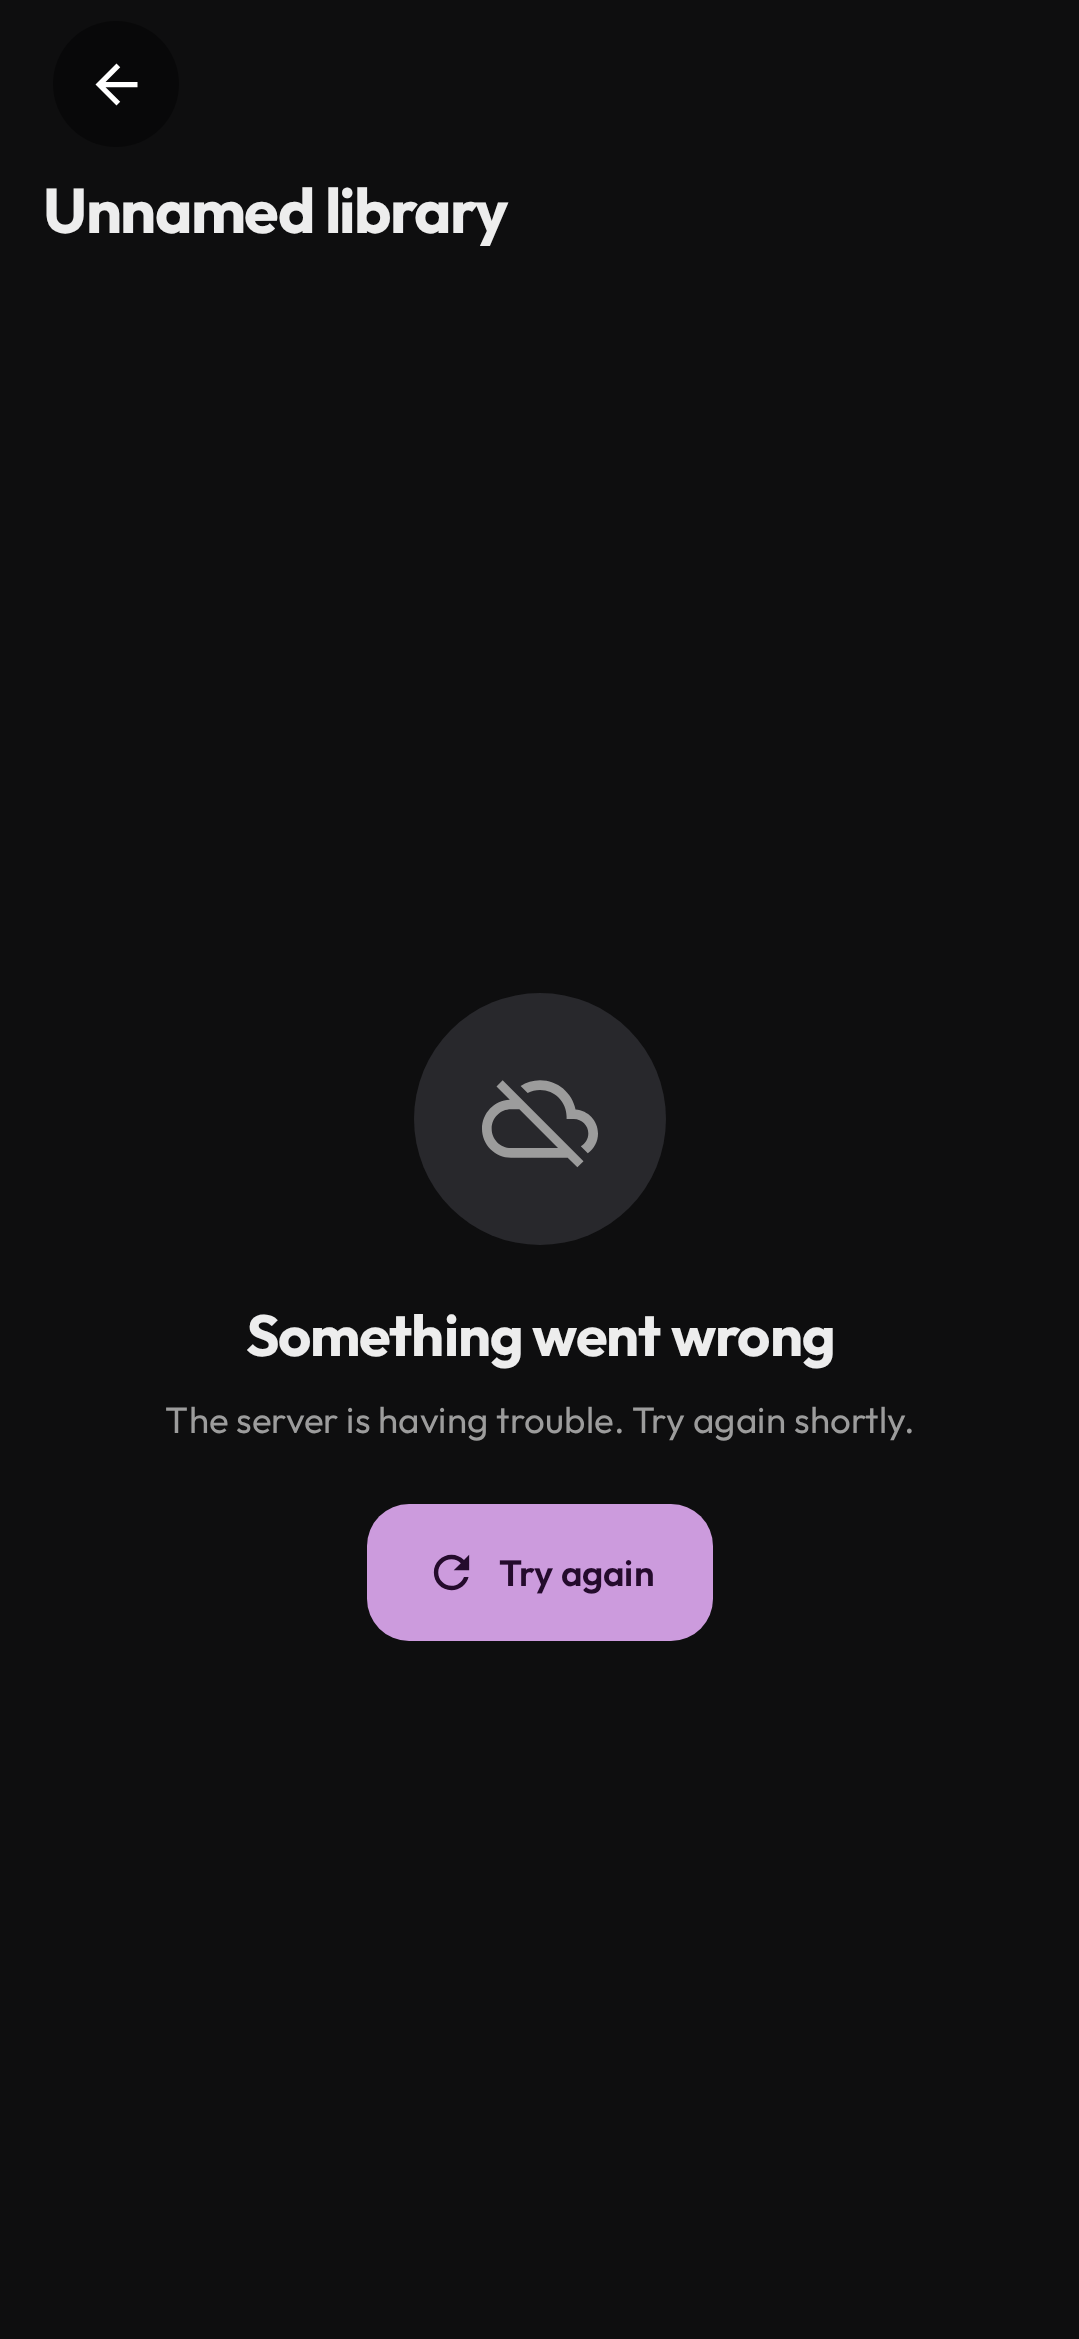 Unnamed library
Something went wrong
The server is having trouble. Try again shortly.
Try again